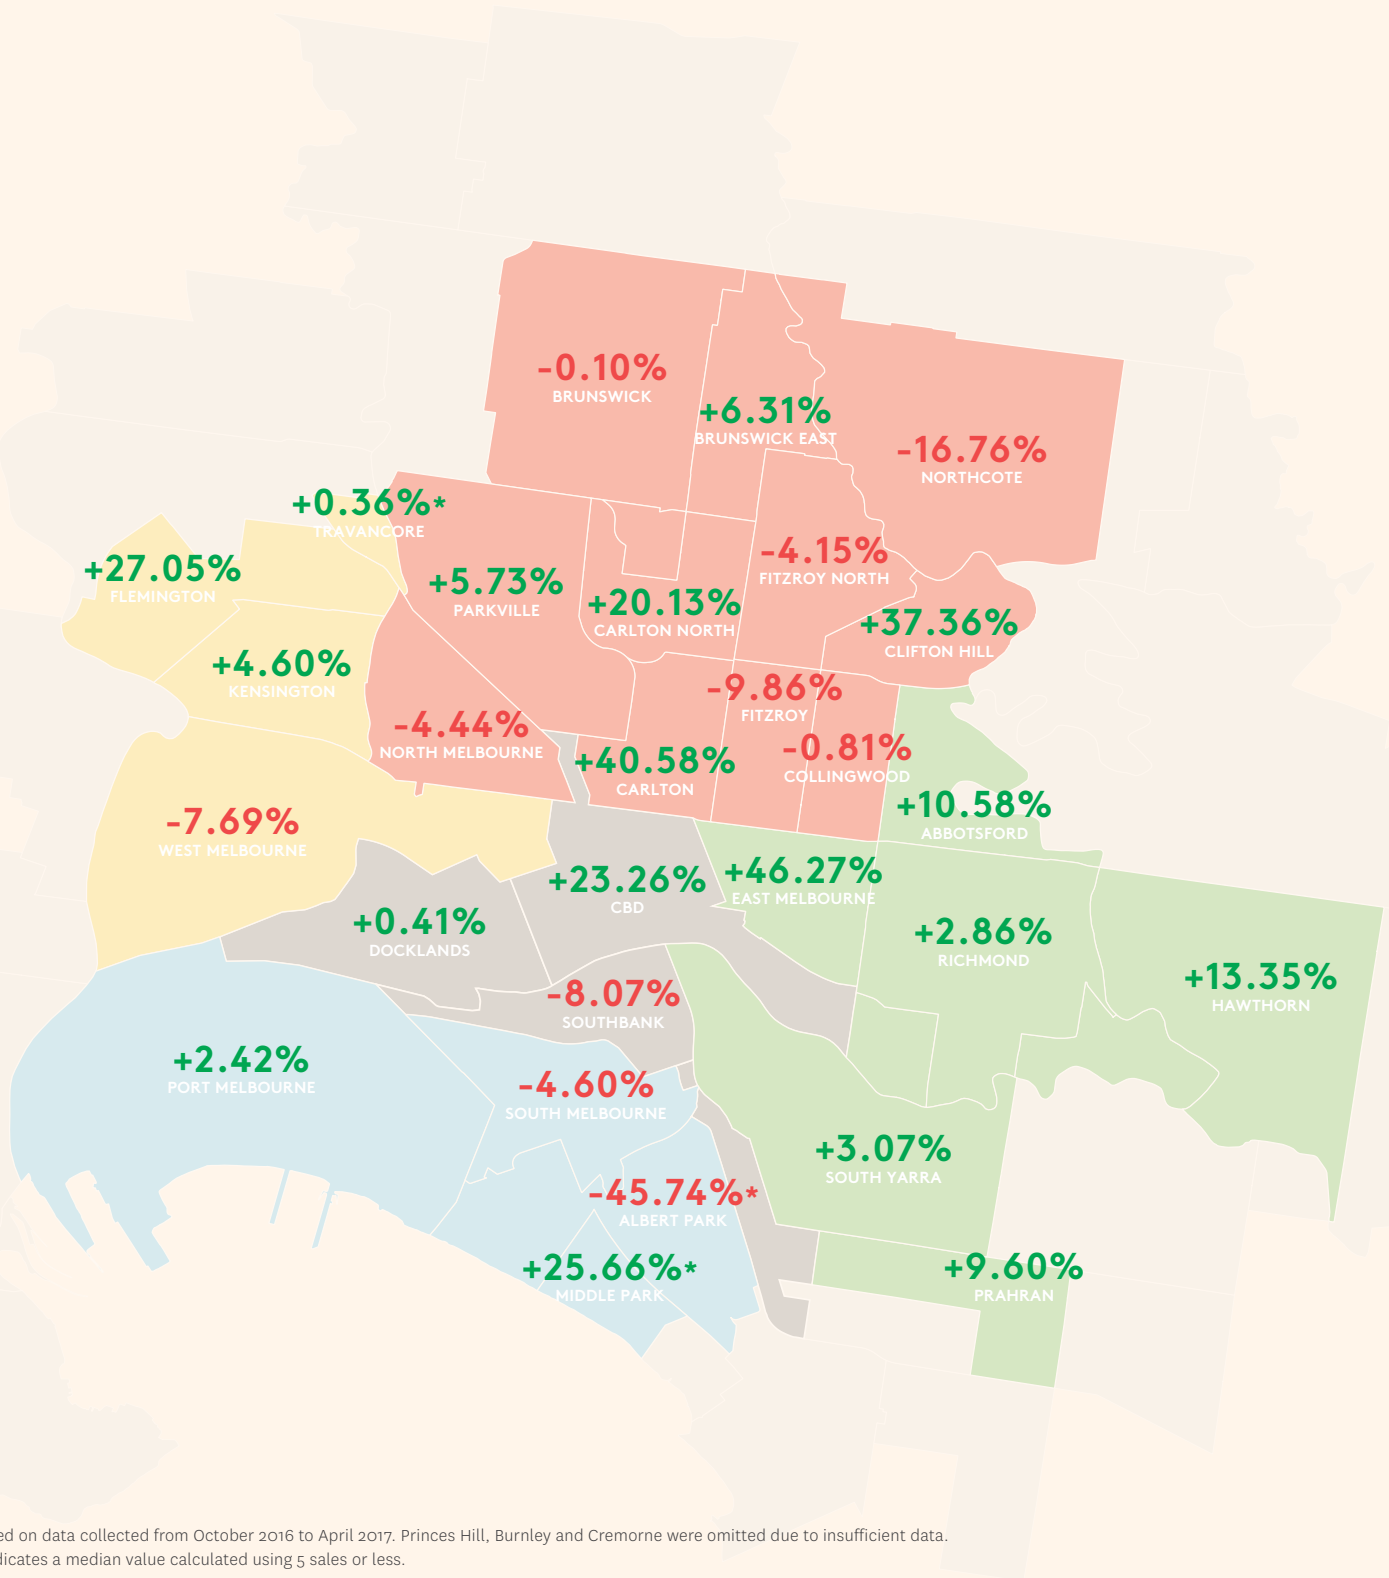 -0.10%
BRUNSWICK
+6.31%
BRUNSWICK EAST
-16.76%
NORTHCOTE
+0.36%*
TRAVANCORE
+27.05%
FLEMINGTON
+5.73%
PARKVILLE
-4.15%
FITZROY NORTH
+20.13%
CARLTON NORTH
+37.36%
CLIFTON HILL
+4.60%
KENSINGTON
-9.86%
FITZROY
-4.44%
NORTH MELBOURNE
-0.81%
COLLINGWOOD
+40.58%
CARLTON
+10.58%
ABBOTSFORD
-7.69%
WEST MELBOURNE
+46.27%
EAST MELBOURNE
+23.26%
CBD
+0.41%
DOCKLANDS
+2.86%
RICHMOND
+13.35%
HAWTHORN
-8.07%
SOUTHBANK
+2.42%
PORT MELBOURNE
-4.60%
SOUTH MELBOURNE
+3.07%
SOUTH YARRA
-45.74%*
ALBERT PARK
+25.66%*
MIDDLE PARK
+9.60%
PRAHRAN
ed on data collected from October 2016 to April 2017. Princes Hill, Burnley and Cremorne were omitted due to insufficient data.
dicates a median value calculated using 5 sales or less.